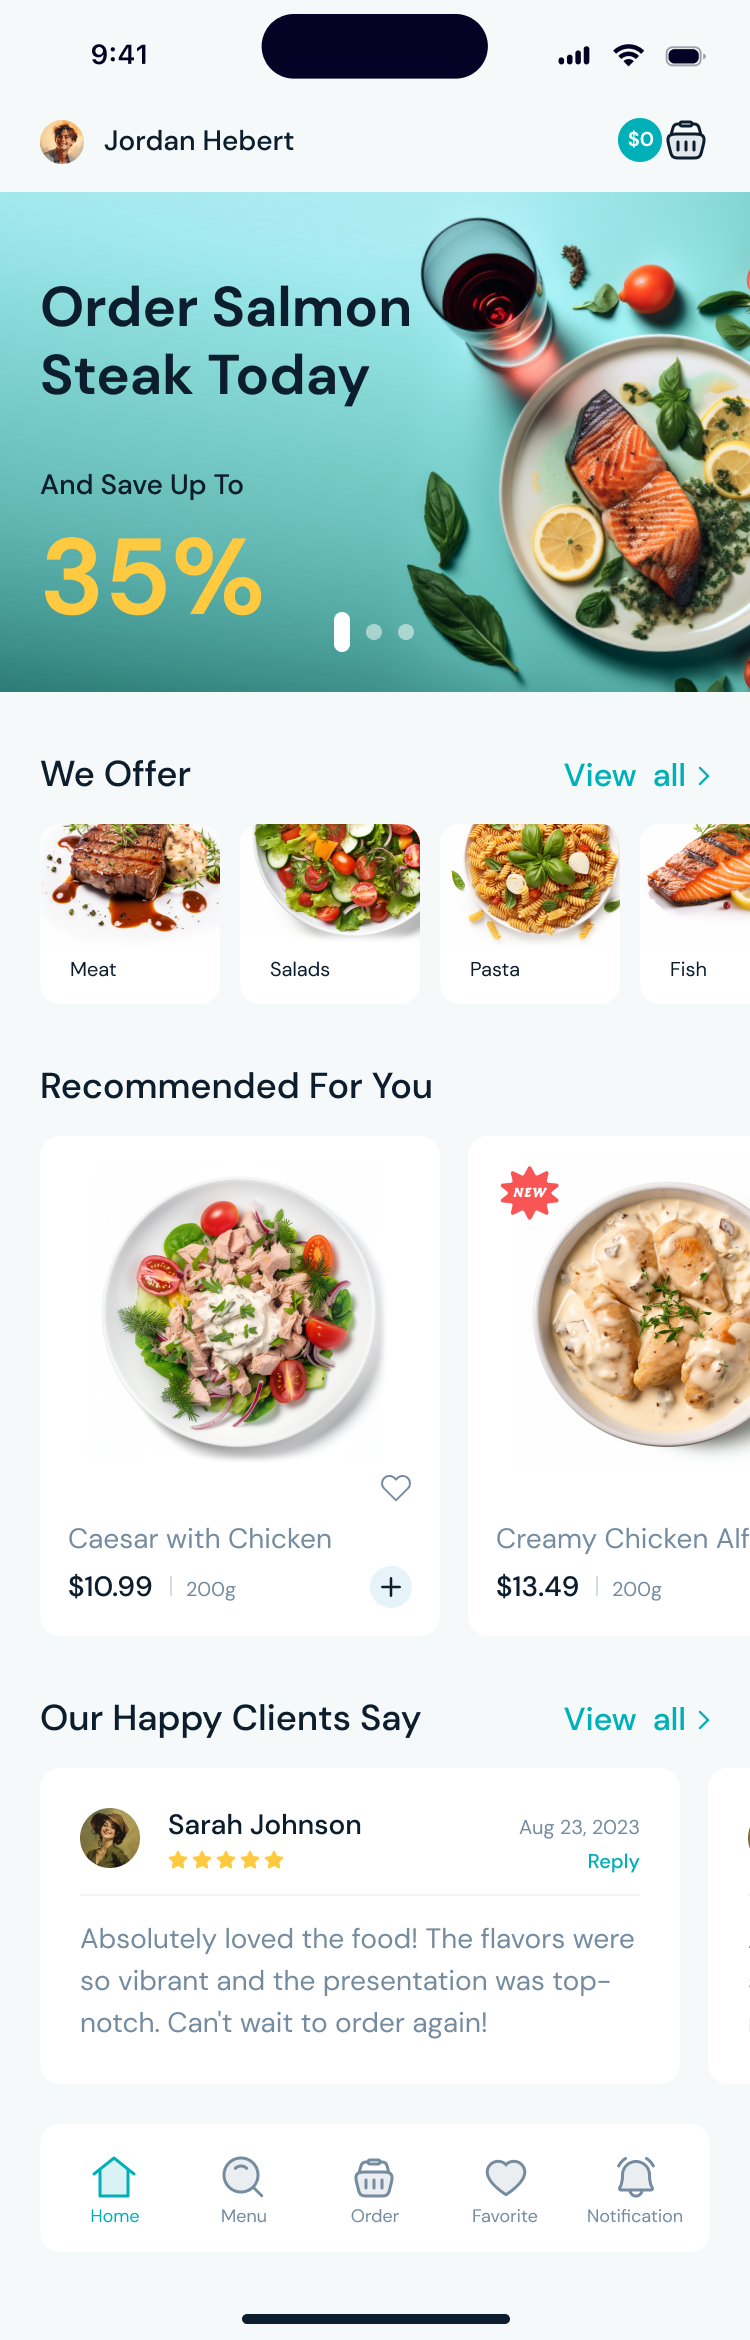 9:41
Jordan Hebert
$0
Order Salmon
Steak Today
And Save Up To
35%
We Offer
View all
Meat
Salads
Pasta
Fish
Recommended For You
NEW
Caesar with Chicken
$10.99
200g
Creamy Chicken Alf
$13.49
200g
Our Happy Clients Say
View all
Sarah Johnson
Aug 23, 2023
Reply
Absolutely loved the food! The flavors were
so vibrant and the presentation was top-
notch. Can't wait to order again!
Home
Menu
Order
Favorite
Notification